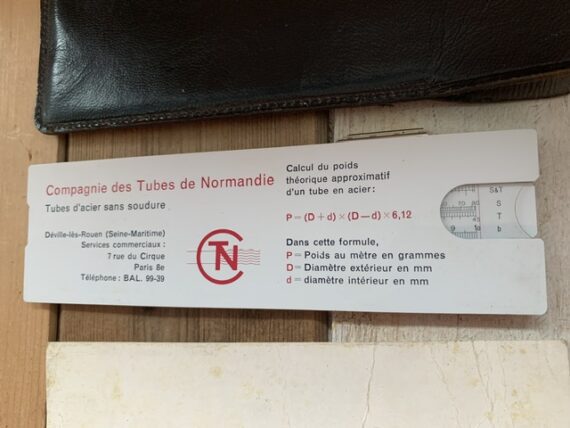 Compagnie des Tubes de Normandie
Tubes d'acier sans soudure
Déville-lès-Rouen (Seine-Maritime)
Services commerciaux :
7 rue du Cirque
Paris 8e
Téléphone : BAL. 99-39
CTN
Calcul du poids
théorique approximatif
d'un tube en acier :
P = (D + d) × (D — d) × 6,12
Dans cette formule,
P = Poids au mètre en grammes
D = Diamètre extérieur en mm
d = diamètre intérieur en mm
S&T
S
T
b